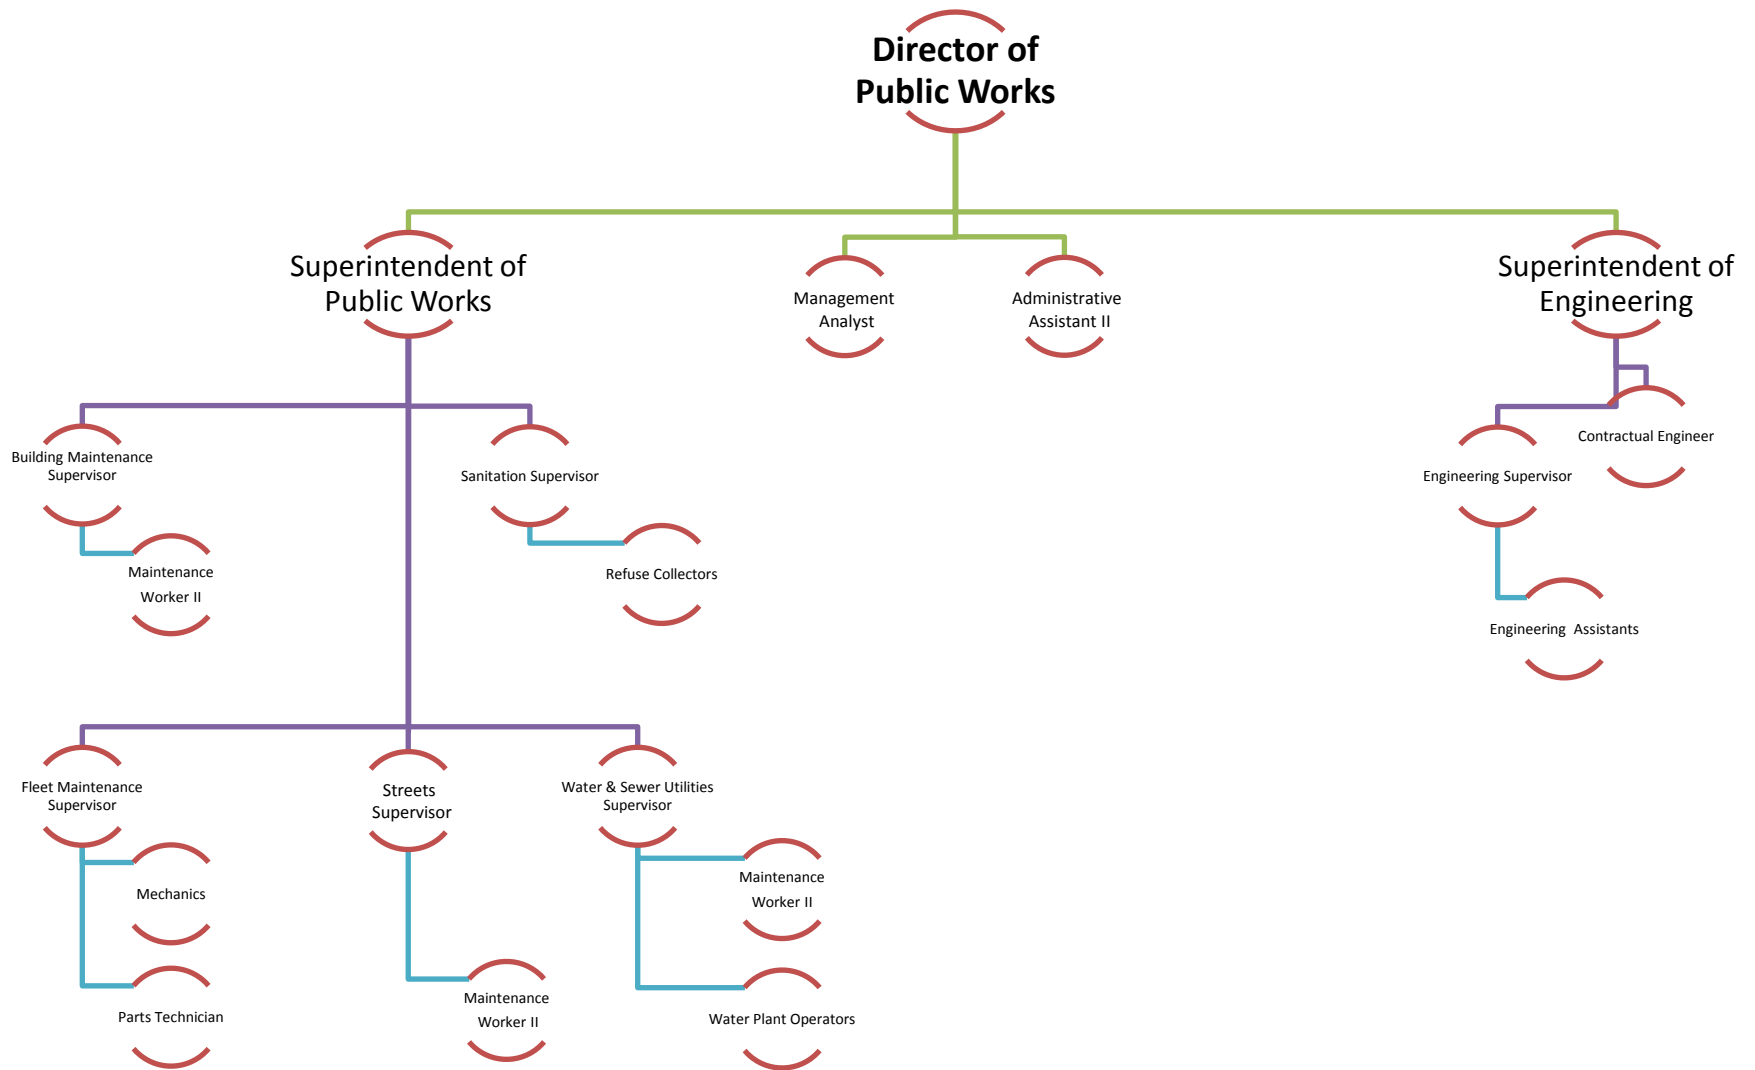 Director of
Public Works
Superintendent of
Public Works
Management
Analyst
Administrative
Assistant II
Superintendent of
Engineering
Building Maintenance
Supervisor
Sanitation Supervisor
Contractual Engineer
Engineering Supervisor
Maintenance
Worker II
Refuse Collectors
Engineering  Assistants
Fleet Maintenance
Supervisor
Streets
Supervisor
Water & Sewer Utilities
Supervisor
Mechanics
Maintenance
Worker II
Parts Technician
Maintenance
Worker II
Water Plant Operators